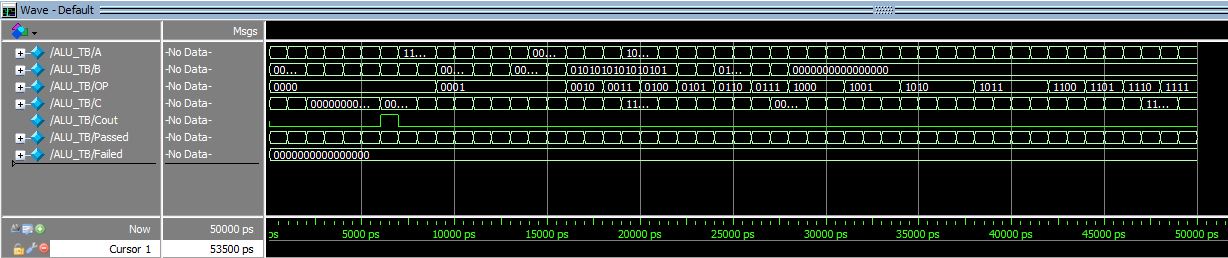 Wave - Default
Msgs
/ALU_TB/A -No Data- 11... 00... 10...
/ALU_TB/B -No Data- 00... 00... 00... 0101010101010101 01... 0000000000000000
/ALU_TB/OP -No Data- 0000 0001 0010 0011 0100 0101 0110 0111 1000 1001 1010 1011 1100 1101 1110 1111
/ALU_TB/C -No Data- 00000000... 00... 11... 00... 11...
/ALU_TB/Cout -No Data-
/ALU_TB/Passed -No Data-
/ALU_TB/Failed -No Data- 0000000000000000
Now 50000 ps ps 5000 ps 10000 ps 15000 ps 20000 ps 25000 ps 30000 ps 35000 ps 40000 ps 45000 ps 50000 ps
Cursor 1 53500 ps